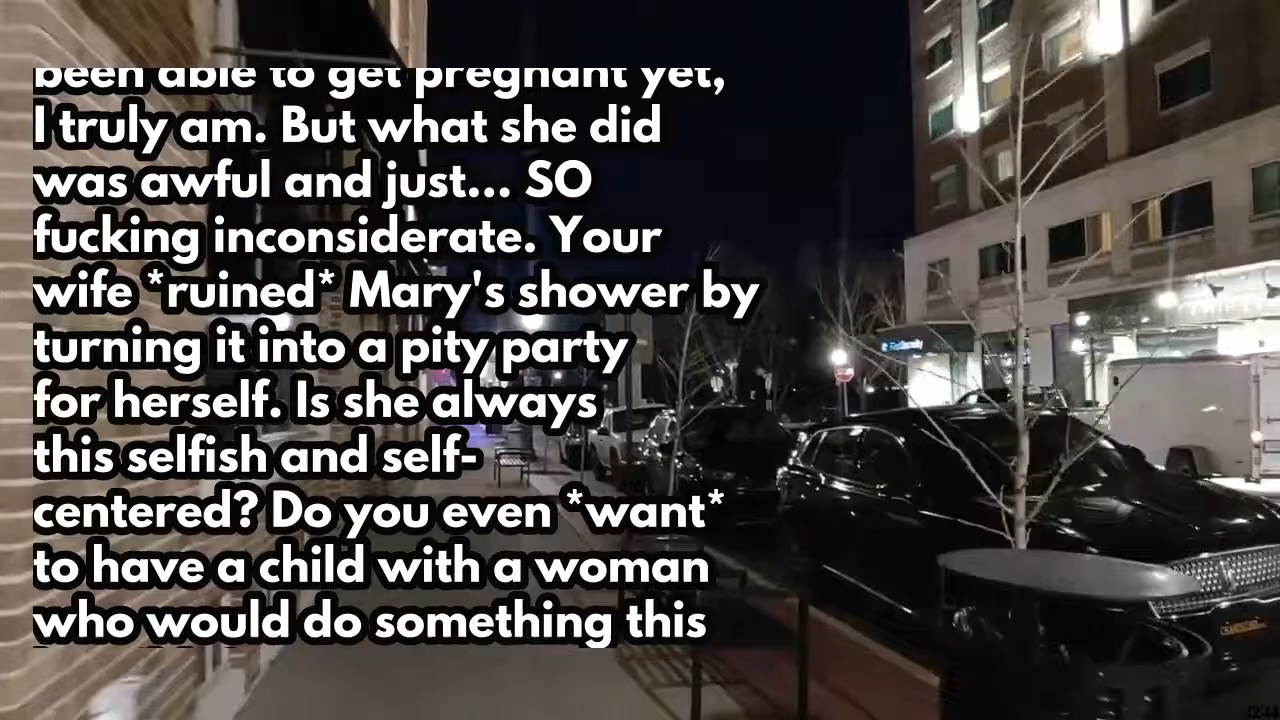 been able to get pregnant yet,
I truly am. But what she did
was awful and just... SO
fucking inconsiderate. Your
wife *ruined* Mary's shower by
turning it into a pity party
for herself. Is she always
this selfish and self-
centered? Do you even *want*
to have a child with a woman
who would do something this